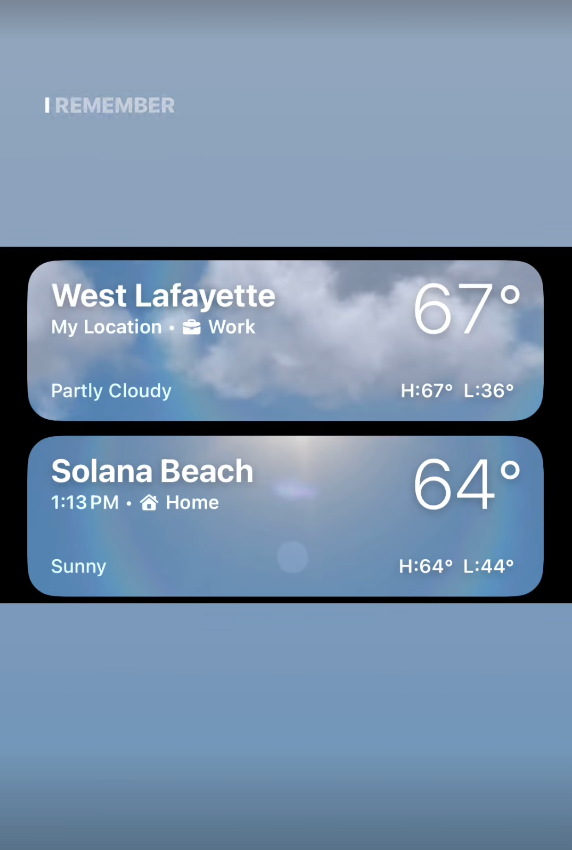 I REMEMBER
West Lafayette
67°
My Location • Work
Partly Cloudy
H:67° L:36°
Solana Beach
64°
1:13 PM • Home
Sunny
H:64° L:44°